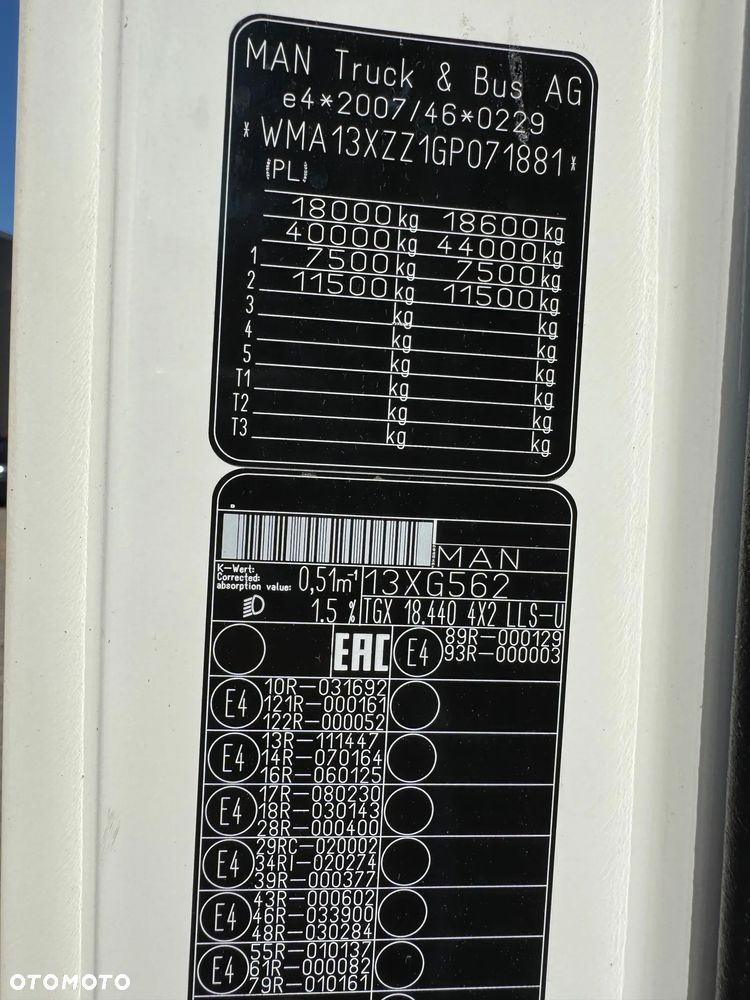 MAN Truck & Bus AG
e4*2007/46*0229
*WMA13XZZ1GP071881*
PL
18000 kg 18600 kg
40000 kg 44000 kg
1 7500 kg 7500 kg
2 11500 kg 11500 kg
3 kg kg
4 kg kg
5 kg kg
T1 kg kg
T2 kg kg
T3 kg kg
MAN
K-Wert:
Corrected
absorption value: 0,51m-1 13XG562
1.5 % TGX 18.440 4X2 LLS-U
EAC E4 89R-000129
93R-000003
E4 10R-031692
121R-000161
122R-000052
E4 13R-111447
14R-070164
16R-060125
E4 17R-080230
18R-030143
28R-000400
E4 29RC-020002
34RI-020274
39R-000377
E4 43R-000602
46R-033900
48R-030284
E4 55R-010137
61R-000082
79R-010161
OTOMOTO